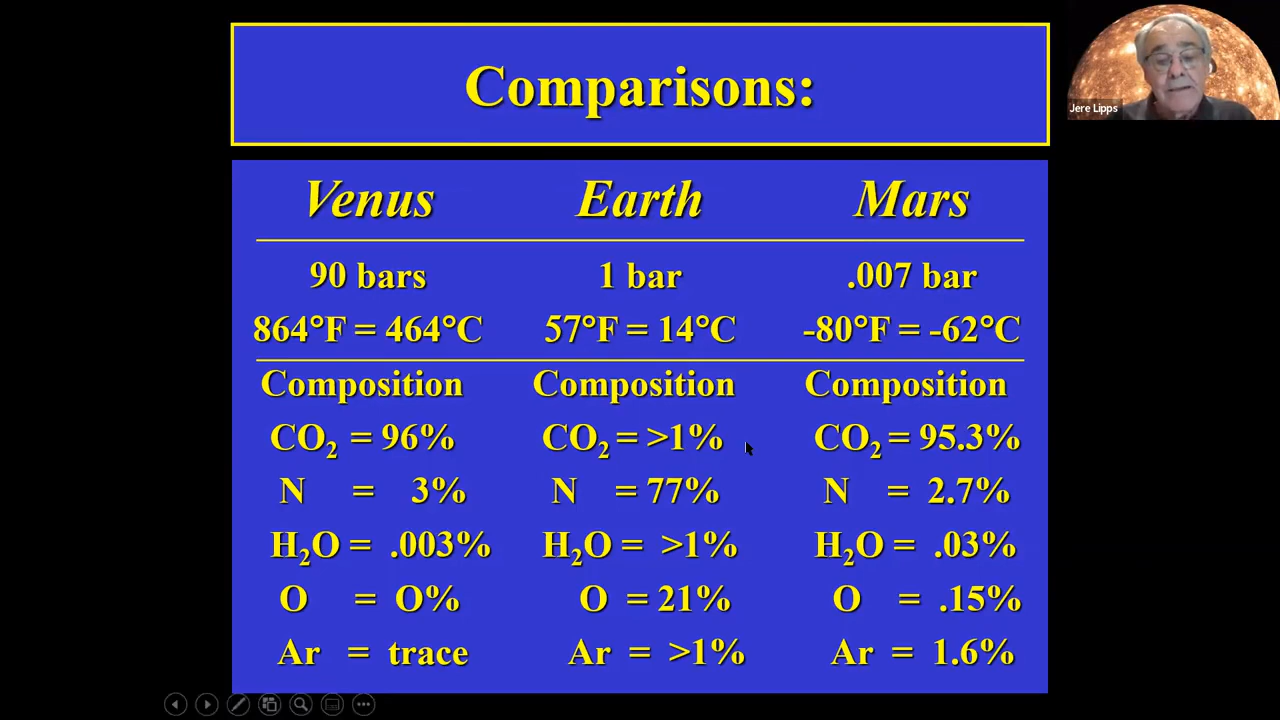 Comparisons:
Jere Lipps
Venus Earth Mars
90 bars 1 bar .007 bar
864°F = 464°C 57°F = 14°C -80°F = -62°C
Composition Composition Composition
CO₂ = 96% CO₂ = >1% CO₂ = 95.3%
N = 3% N = 77% N = 2.7%
H₂O = .003% H₂O = >1% H₂O = .03%
O = O% O = 21% O = .15%
Ar = trace Ar = >1% Ar = 1.6%